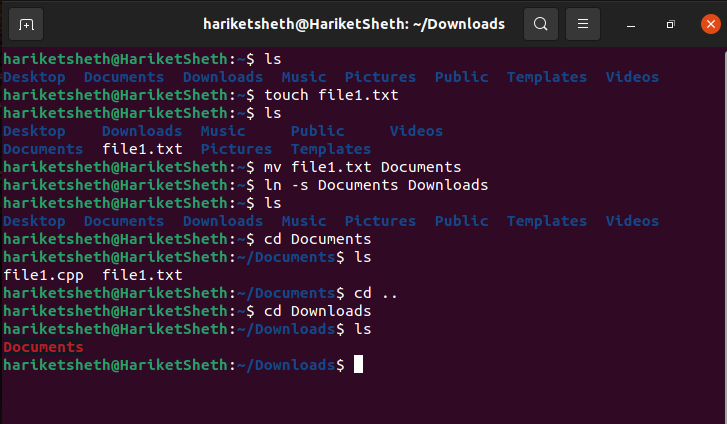 hariketsheth@HariketSheth: ~/Downloads
hariketsheth@HariketSheth:~$ ls
Desktop  Documents  Downloads  Music  Pictures  Public  Templates  Videos
hariketsheth@HariketSheth:~$ touch file1.txt
hariketsheth@HariketSheth:~$ ls
Desktop    Downloads  Music     Public     Videos
Documents  file1.txt  Pictures  Templates
hariketsheth@HariketSheth:~$ mv file1.txt Documents
hariketsheth@HariketSheth:~$ ln -s Documents Downloads
hariketsheth@HariketSheth:~$ ls
Desktop  Documents  Downloads  Music  Pictures  Public  Templates  Videos
hariketsheth@HariketSheth:~$ cd Documents
hariketsheth@HariketSheth:~/Documents$ ls
file1.cpp  file1.txt
hariketsheth@HariketSheth:~/Documents$ cd ..
hariketsheth@HariketSheth:~$ cd Downloads
hariketsheth@HariketSheth:~/Downloads$ ls
Documents
hariketsheth@HariketSheth:~/Downloads$